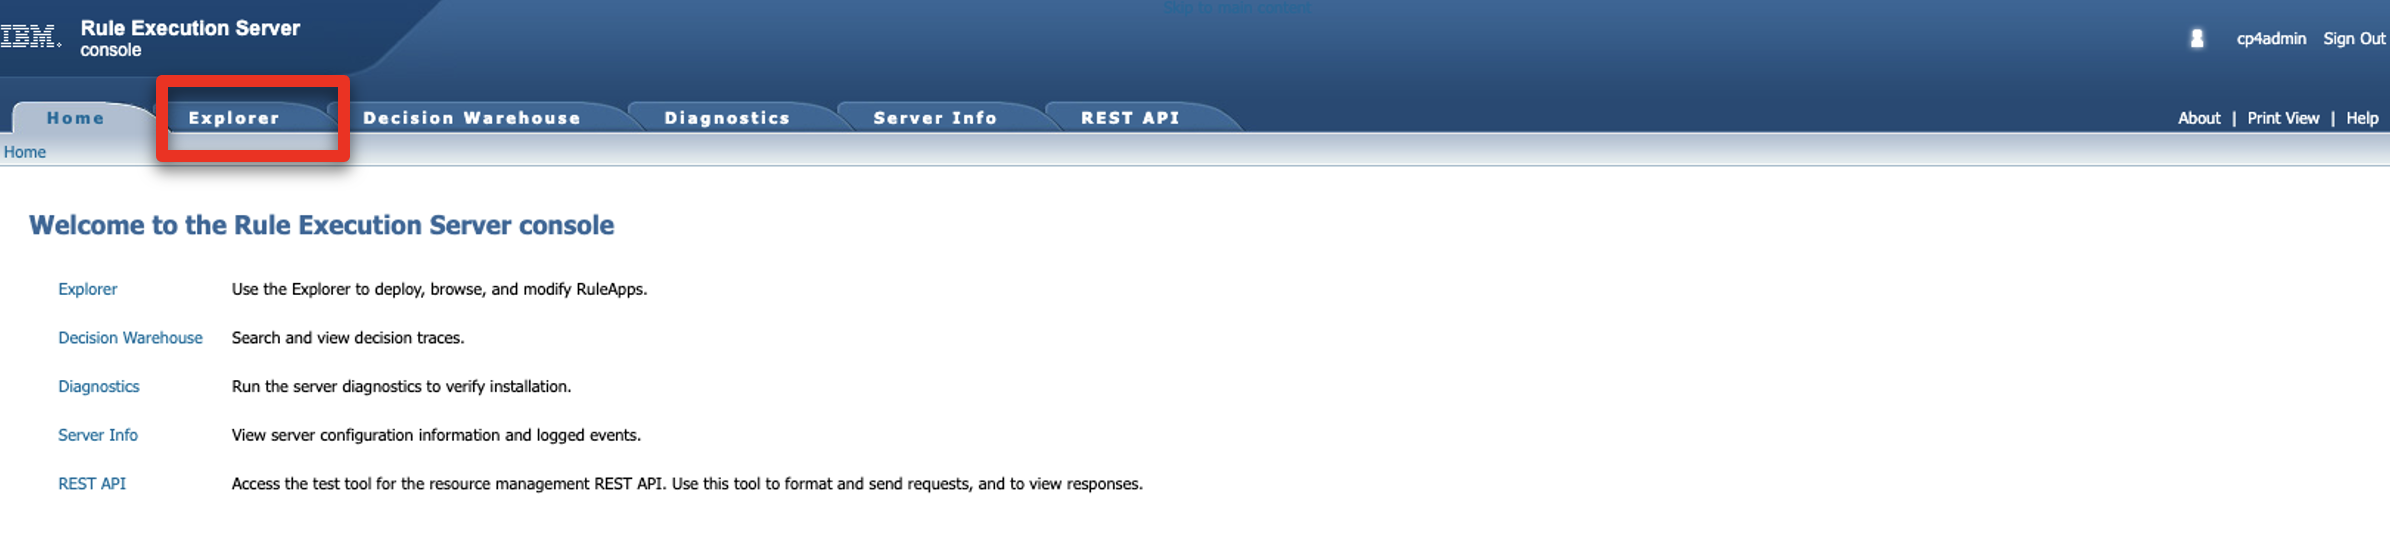 Skip to main content
IBM. Rule Execution Server
console
cp4admin Sign Out
Home Explorer Decision Warehouse Diagnostics Server Info REST API About | Print View | Help
Home
Welcome to the Rule Execution Server console
Explorer Use the Explorer to deploy, browse, and modify RuleApps.
Decision Warehouse Search and view decision traces.
Diagnostics Run the server diagnostics to verify installation.
Server Info View server configuration information and logged events.
REST API Access the test tool for the resource management REST API. Use this tool to format and send requests, and to view responses.